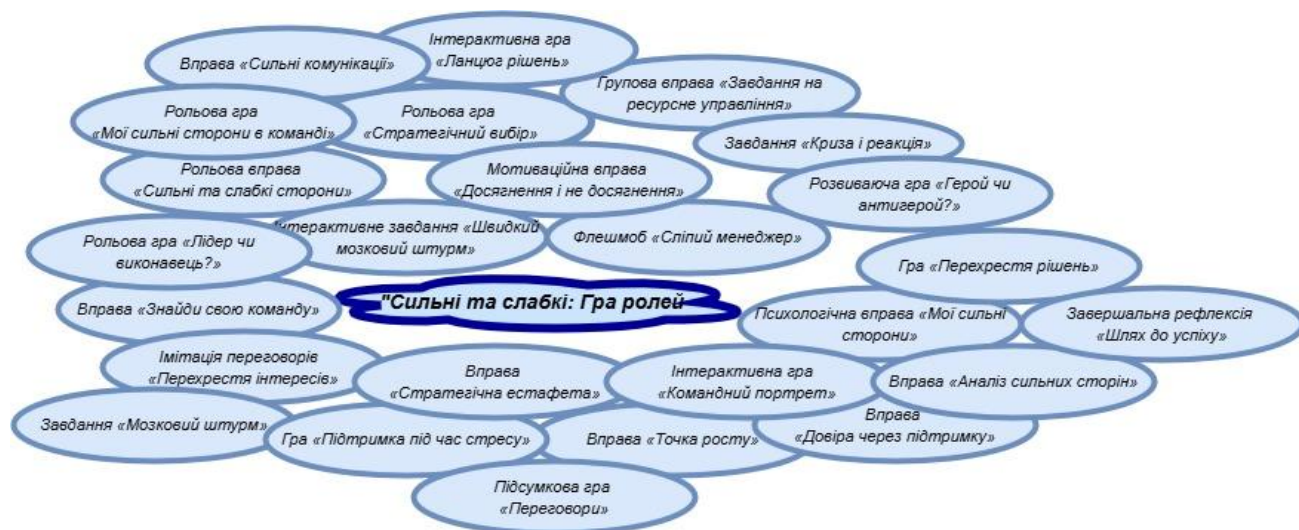 Інтерактивна гра
«Ланцюг рішень»
Вправа «Сильні комунікації»
Групова вправа «Завдання на
ресурсне управління»
Рольова гра
«Мої сильні сторони в команді»
Рольова гра
«Стратегічний вибір»
Завдання «Криза і реакція»
Рольова вправа
«Сильні та слабкі сторони»
Мотиваційна вправа
«Досягнення і не досягнення»
Розвиваюча гра «Герой чи
антигерой?»
Інтерактивне завдання «Швидкий
мозковий штурм»
Флешмоб «Сліпий менеджер»
Рольова гра «Лідер чи
виконавець?»
Гра «Перехрестя рішень»
"Сильні та слабкі: Гра ролей
Вправа «Знайди свою команду»
Психологічна вправа «Мої сильні
сторони»
Завершальна рефлексія
«Шлях до успіху»
Імітація переговорів
«Перехрестя інтересів»
Вправа
«Стратегічна естафета»
Інтерактивна гра
«Командний портрет»
Вправа «Аналіз сильних сторін»
Завдання «Мозковий штурм»
Гра «Підтримка під час стресу»
Вправа «Точка росту»
Вправа
«Довіра через підтримку»
Підсумкова гра
«Переговори»